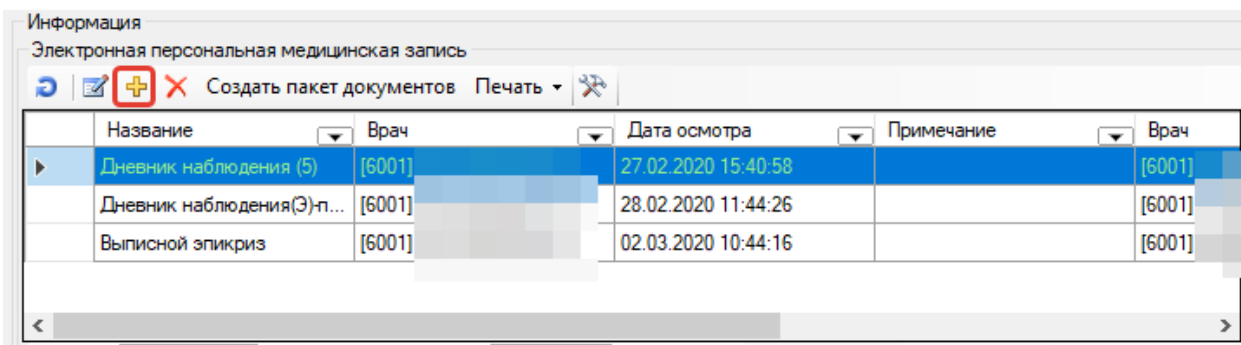 Информация
Электронная персональная медицинская запись
Создать пакет документов Печать
Название Врач Дата осмотра Примечание Врач
Дневник наблюдения (5) [6001] 27.02.2020 15:40:58 [6001]
Дневник наблюдения(Э)-п... [6001] 28.02.2020 11:44:26 [6001]
Выписной эпикриз [6001] 02.03.2020 10:44:16 [6001]